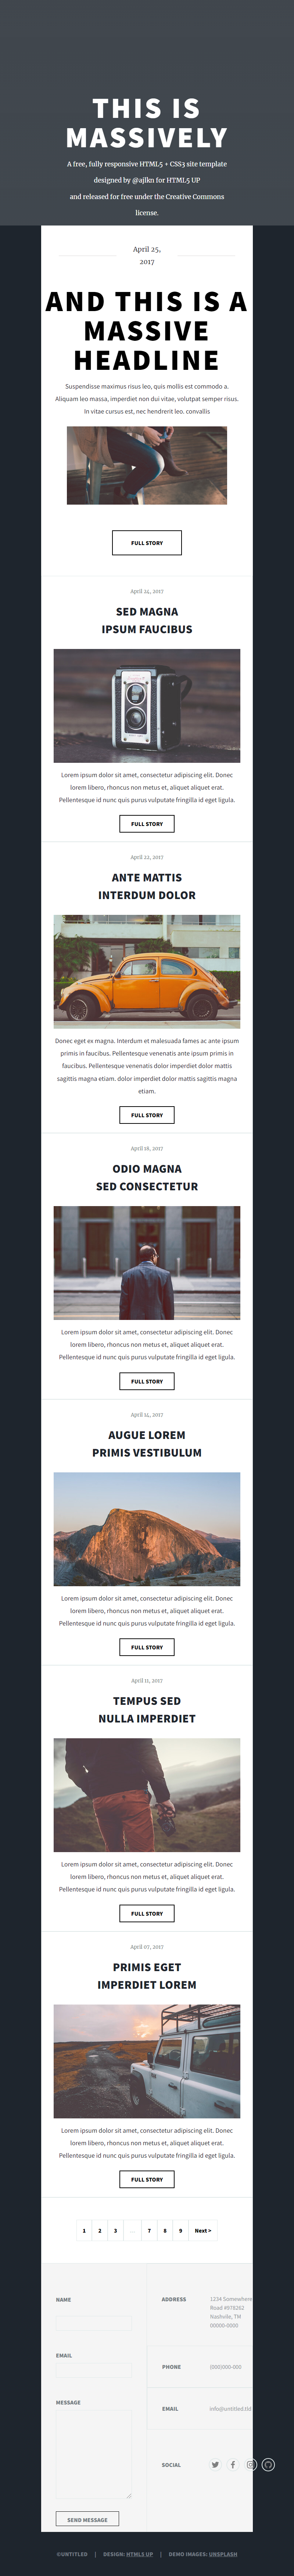 THIS IS
MASSIVELY
A free, fully responsive HTML5 + CSS3 site template
designed by @ajlkn for HTML5 UP
and released for free under the Creative Commons
license.
April 25,
2017
AND THIS IS A
MASSIVE
HEADLINE
Suspendisse maximus risus leo, quis mollis est commodo a.
Aliquam leo massa, imperdiet non dui vitae, volutpat semper risus.
In vitae cursus est, nec hendrerit leo. convallis
FULL STORY
April 24, 2017
SED MAGNA
IPSUM FAUCIBUS
Lorem ipsum dolor sit amet, consectetur adipiscing elit. Donec
lorem libero, rhoncus non metus et, aliquet aliquet erat.
Pellentesque id nunc quis purus vulputate fringilla id eget ligula.
FULL STORY
April 22, 2017
ANTE MATTIS
INTERDUM DOLOR
Donec eget ex magna. Interdum et malesuada fames ac ante ipsum
primis in faucibus. Pellentesque venenatis ante ipsum primis in
faucibus. Pellentesque venenatis dolor imperdiet dolor mattis
sagittis magna etiam. dolor imperdiet dolor mattis sagittis magna
etiam.
FULL STORY
April 18, 2017
ODIO MAGNA
SED CONSECTETUR
Lorem ipsum dolor sit amet, consectetur adipiscing elit. Donec
lorem libero, rhoncus non metus et, aliquet aliquet erat.
Pellentesque id nunc quis purus vulputate fringilla id eget ligula.
FULL STORY
April 14, 2017
AUGUE LOREM
PRIMIS VESTIBULUM
Lorem ipsum dolor sit amet, consectetur adipiscing elit. Donec
lorem libero, rhoncus non metus et, aliquet aliquet erat.
Pellentesque id nunc quis purus vulputate fringilla id eget ligula.
FULL STORY
April 11, 2017
TEMPUS SED
NULLA IMPERDIET
Lorem ipsum dolor sit amet, consectetur adipiscing elit. Donec
lorem libero, rhoncus non metus et, aliquet aliquet erat.
Pellentesque id nunc quis purus vulputate fringilla id eget ligula.
FULL STORY
April 07, 2017
PRIMIS EGET
IMPERDIET LOREM
Lorem ipsum dolor sit amet, consectetur adipiscing elit. Donec
lorem libero, rhoncus non metus et, aliquet aliquet erat.
Pellentesque id nunc quis purus vulputate fringilla id eget ligula.
FULL STORY
1 2 3 ... 7 8 9 Next >
NAME
EMAIL
MESSAGE
SEND MESSAGE
ADDRESS
1234 Somewhere
Road #978262
Nashville, TN
00000-0000
PHONE
(000)000-000
EMAIL
info@untitled.tld
SOCIAL
©UNTITLED | DESIGN: HTML5 UP | DEMO IMAGES: UNSPLASH